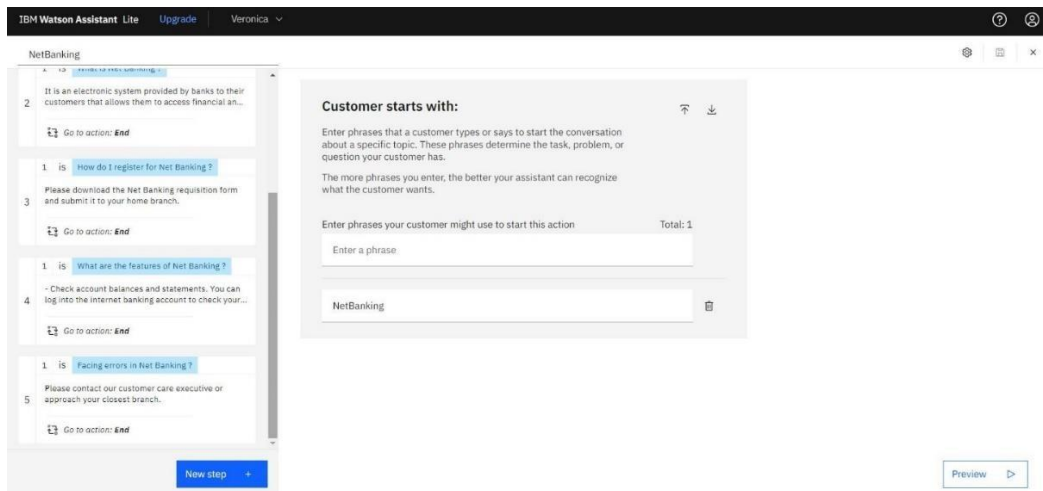 IBM Watson Assistant Lite Upgrade Veronica
NetBanking
1 is What is Net Banking ?
2
It is an electronic system provided by banks to their
customers that allows them to access financial an...
Go to action: End
1 is How do I register for Net Banking ?
3
Please download the Net Banking requisition form
and submit it to your home branch.
Go to action: End
1 is What are the features of Net Banking ?
4
- Check account balances and statements. You can
log into the internet banking account to check your...
Go to action: End
1 is Facing errors in Net Banking ?
5
Please contact our customer care executive or
approach your closest branch.
Go to action: End
New step +
Customer starts with:
Enter phrases that a customer types or says to start the conversation
about a specific topic. These phrases determine the task, problem, or
question your customer has.
The more phrases you enter, the better your assistant can recognize
what the customer wants.
Enter phrases your customer might use to start this action Total: 1
Enter a phrase
NetBanking
Preview